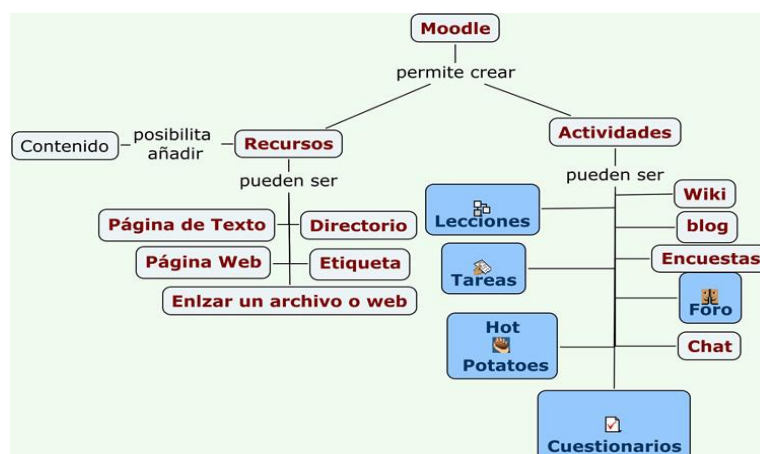 Moodle
permite crear
Contenido
posibilita
añadir
Recursos
Actividades
pueden ser
pueden ser
Página de Texto
Directorio
Página Web
Etiqueta
Enlzar un archivo o web
Lecciones
Wiki
blog
Tareas
Encuestas
Foro
Hot
Potatoes
Chat
Cuestionarios